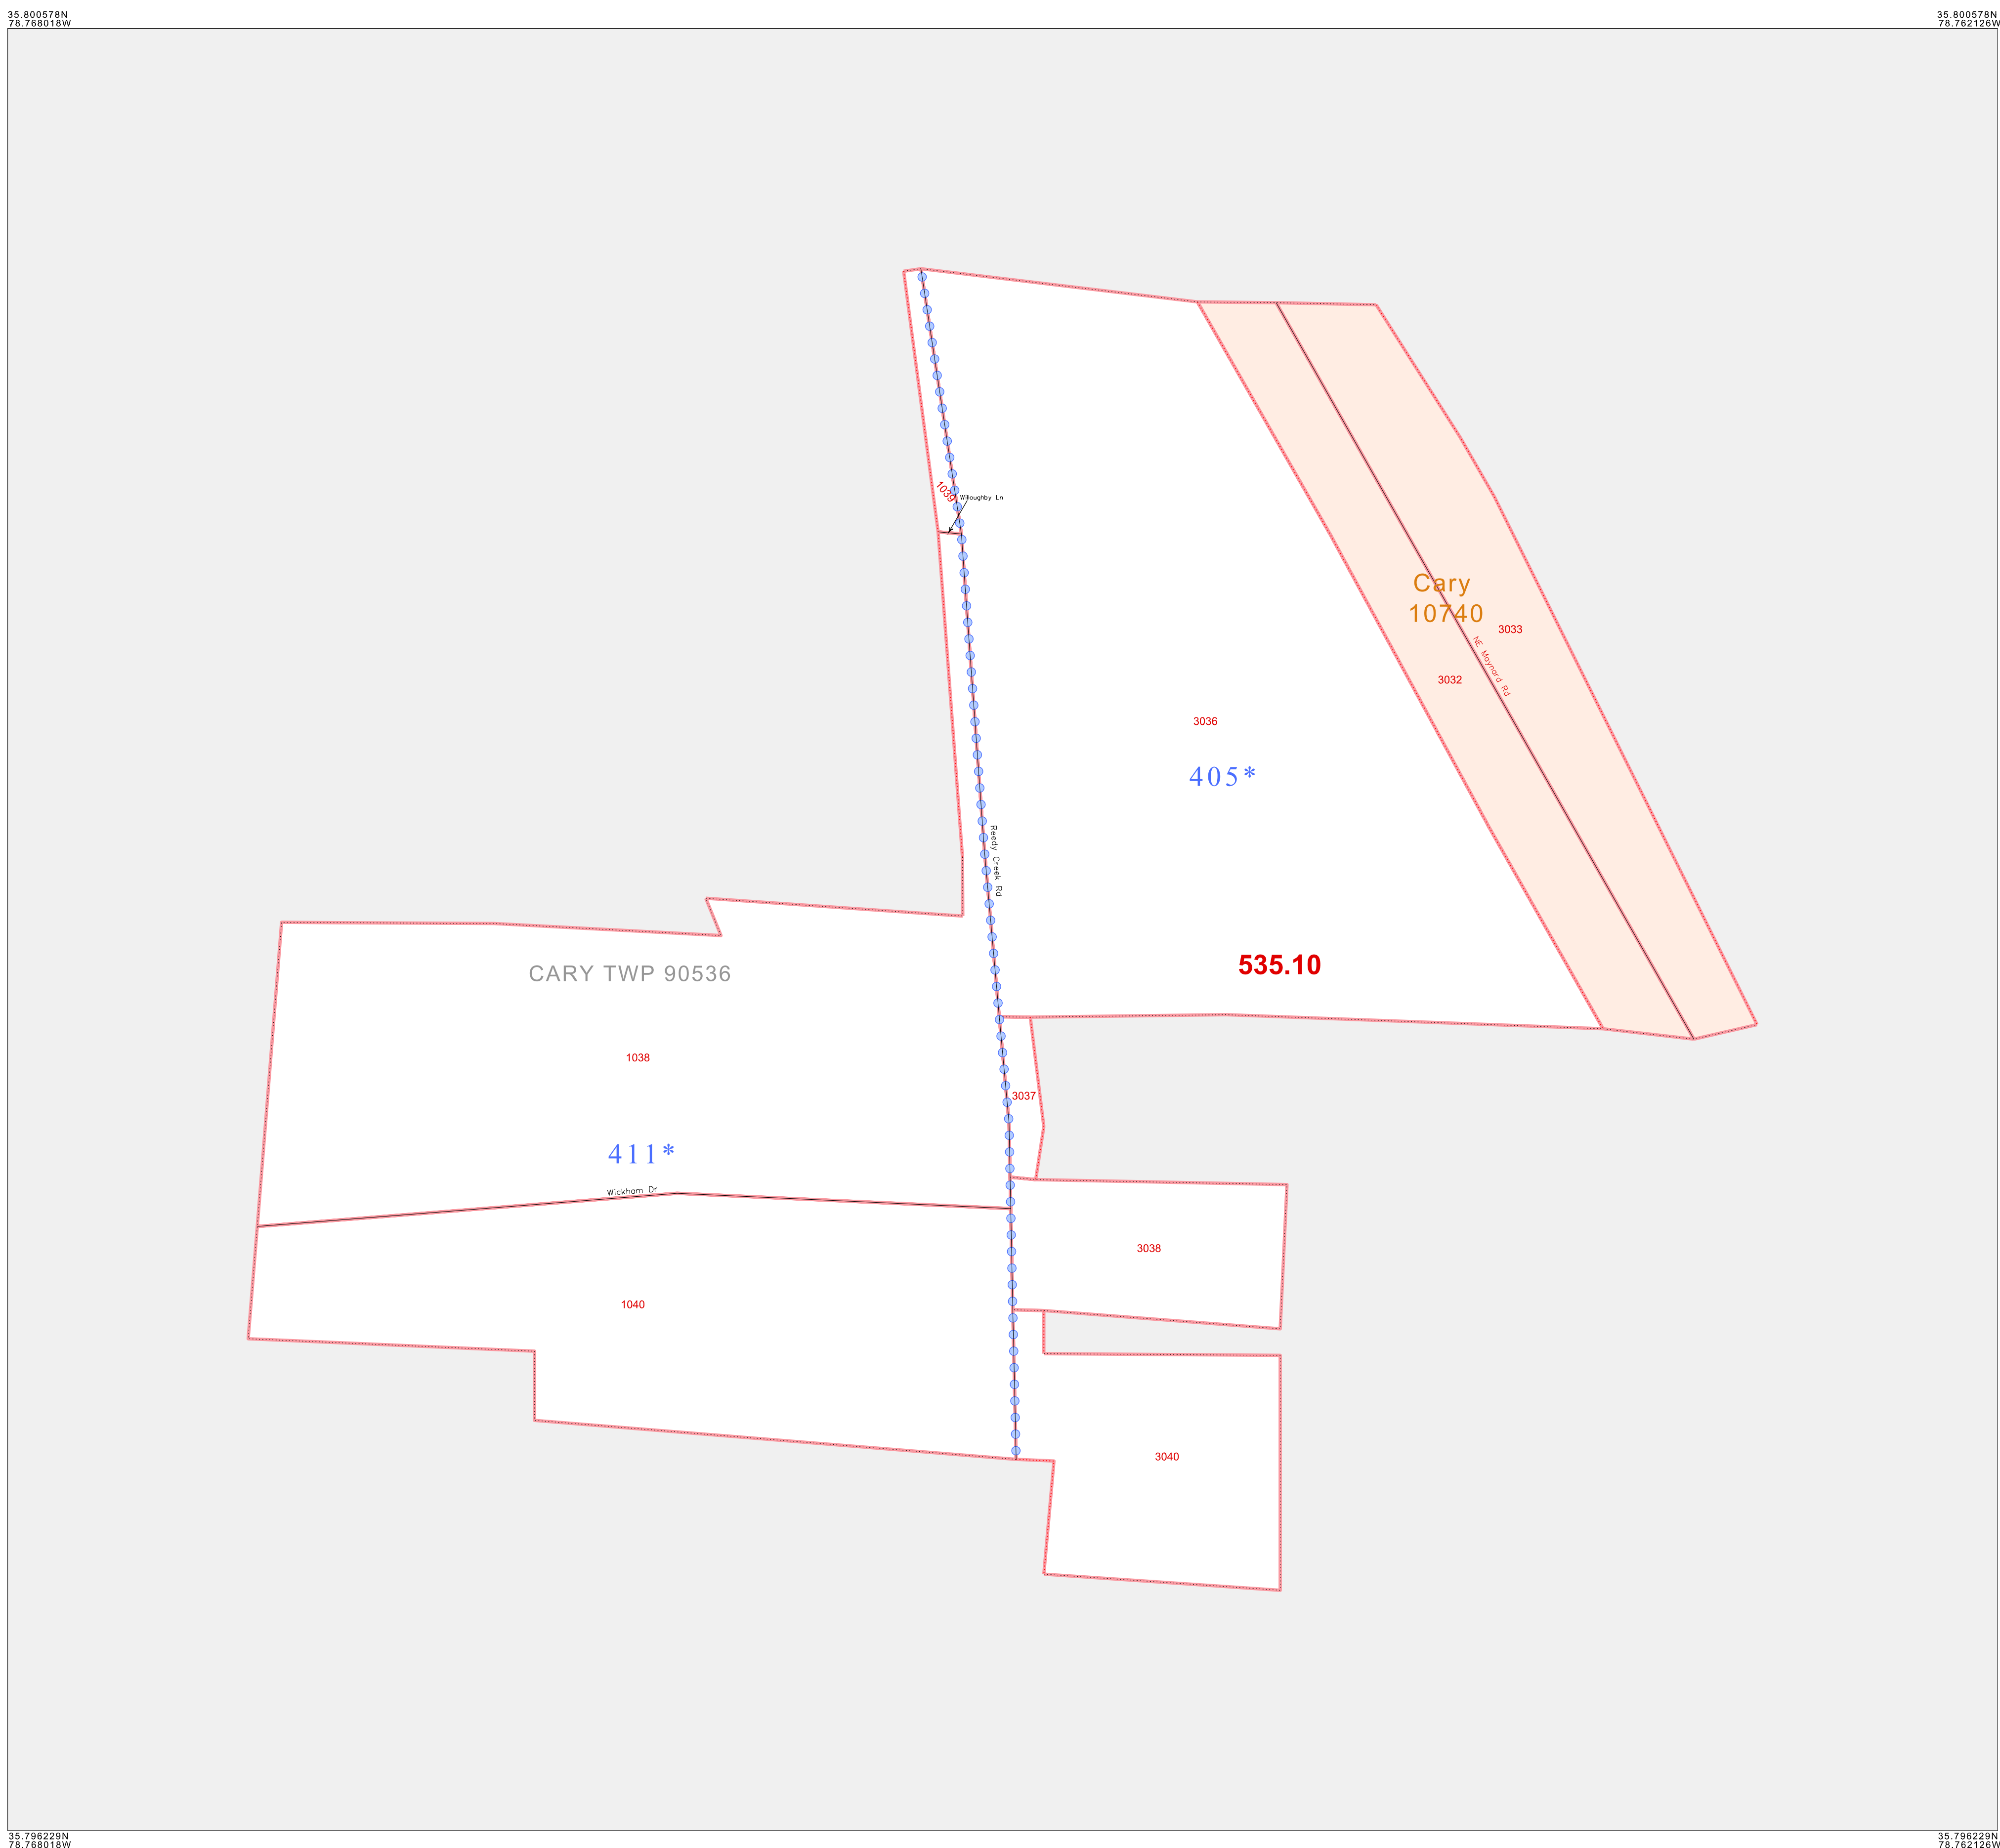 35.800578N
78.768018W
35.800578N
78.762126W
1039
Willoughby Ln
Cary
10740
3033
NE Maynard Rd
3032
3036
405*
Reedy Creek Rd
535.10
CARY TWP 90536
1038
3037
411*
Wickham Dr
3038
1040
3040
35.796229N
78.768018W
35.796229N
78.762126W